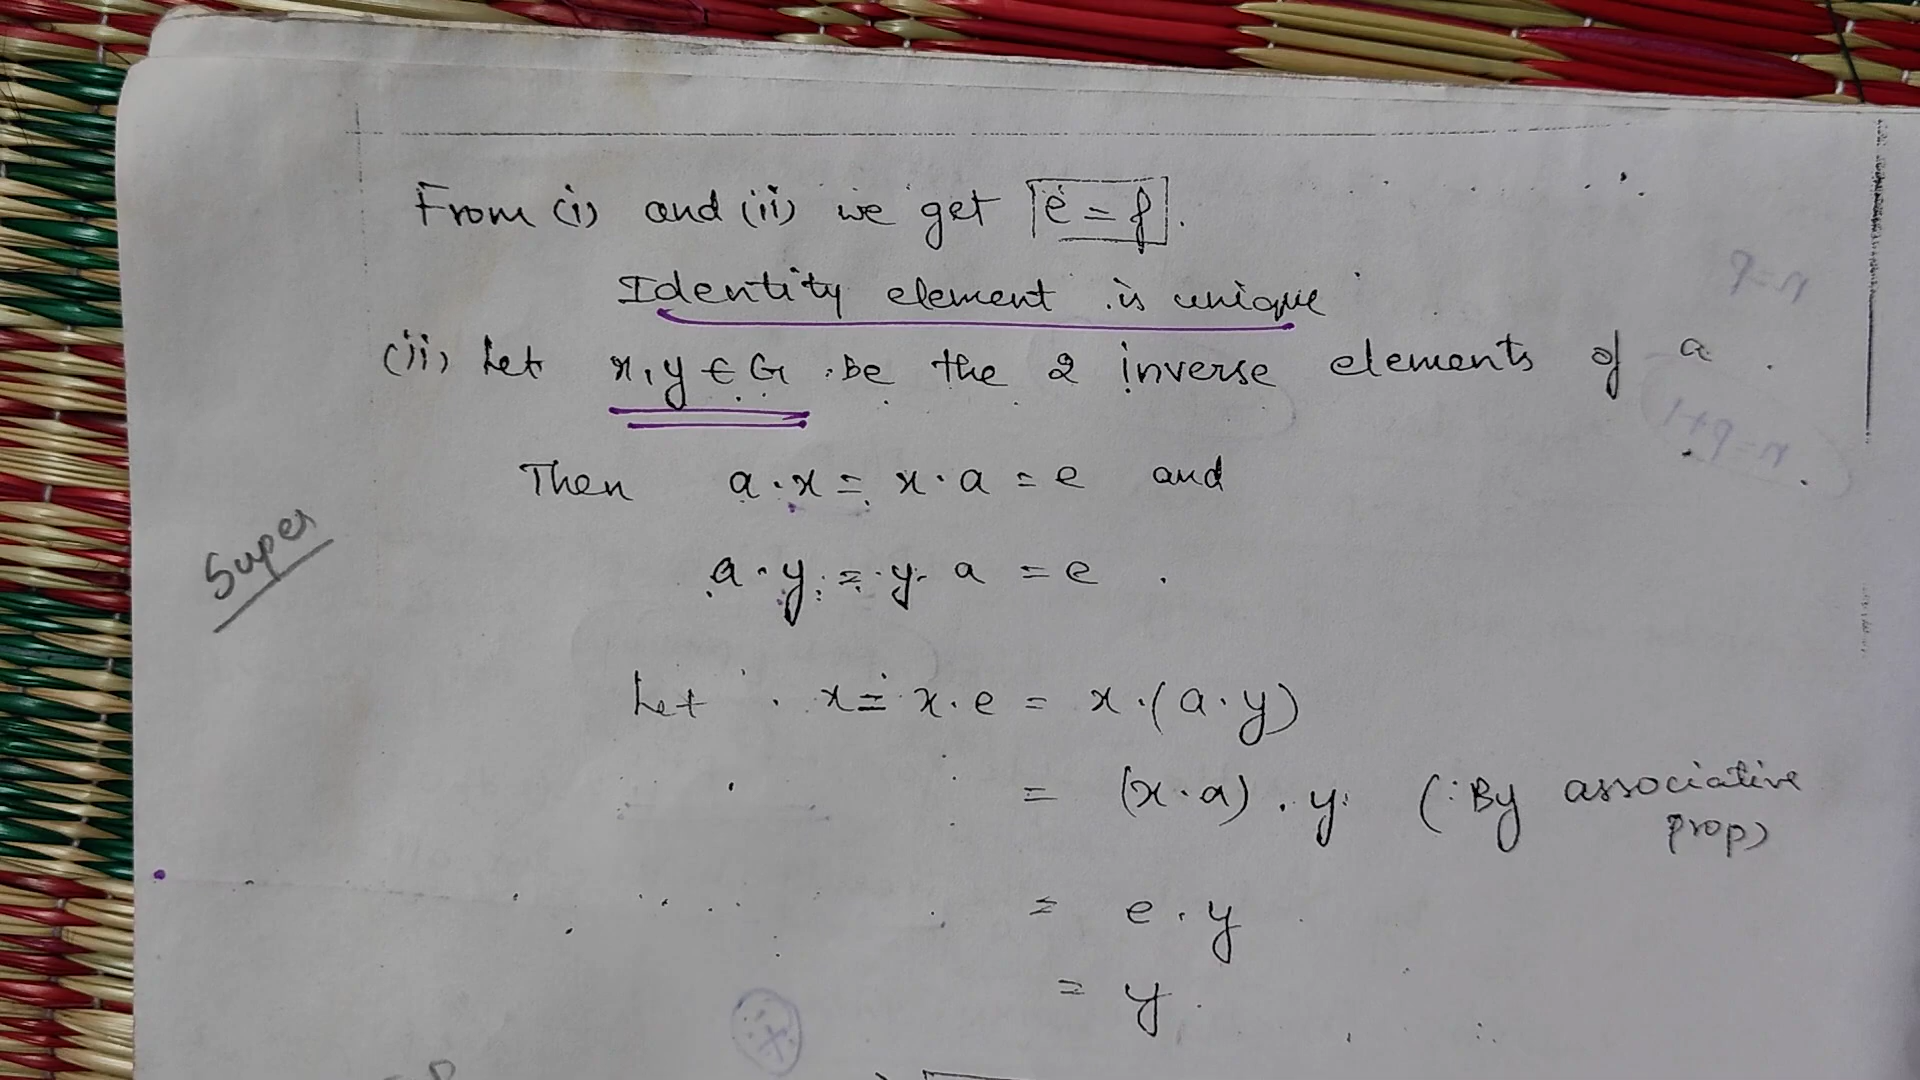 From (i) and (ii) we get e = f.
Identity element is unique
(ii) Let x, y ∈ G Be the 2 inverse elements of a
Then a · x = x · a = e and
a · y = y · a = e .
Super
Let x = x · e = x · (a · y)
= (x · a) · y (∵ By associative
prop)
= e · y
= y .